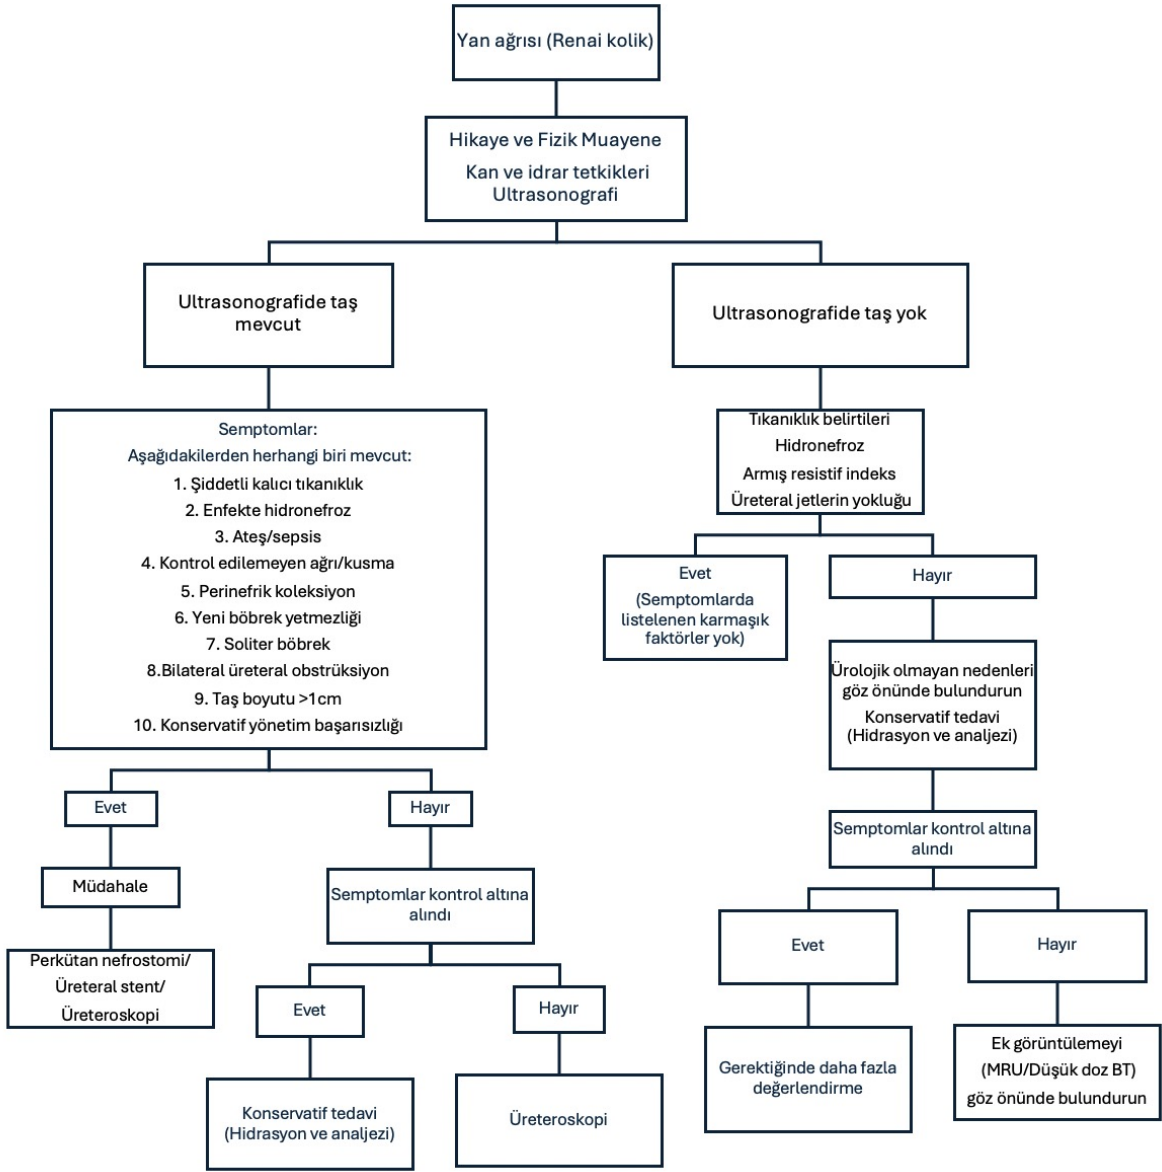 Yan ağrısı (Renai kolik)
Hikaye ve Fizik Muayene
Kan ve idrar tetkikleri
Ultrasonografi
Ultrasonografide taş
mevcut
Ultrasonografide taş yok
Semptomlar:
Aşağıdakilerden herhangi biri mevcut:
1. Şiddetli kalıcı tıkanıklık
2. Enfekte hidronefroz
3. Ateş/sepsis
4. Kontrol edilemeyen ağrı/kusma
5. Perinefrik koleksiyon
6. Yeni böbrek yetmezliği
7. Soliter böbrek
8.Bilateral üreteral obstrüksiyon
9. Taş boyutu >1cm
10. Konservatif yönetim başarısızlığı
Tıkanıklık belirtileri
Hidronefroz
Armış resistif indeks
Üreteral jetlerin yokluğu
Evet
(Semptomlarda
listelenen karmaşık
faktörler yok)
Hayır
Ürolojik olmayan nedenleri
göz önünde bulundurun
Konservatif tedavi
(Hidrasyon ve analjezi)
Semptomlar kontrol altına
alındı
Evet
Hayır
Gerektiğinde daha fazla
değerlendirme
Ek görüntülemeyi
(MRU/Düşük doz BT)
göz önünde bulundurun
Evet
Hayır
Müdahale
Perkütan nefrostomi/
Üreteral stent/
Üreteroskopi
Semptomlar kontrol altına
alındı
Evet
Hayır
Konservatif tedavi
(Hidrasyon ve analjezi)
Üreteroskopi